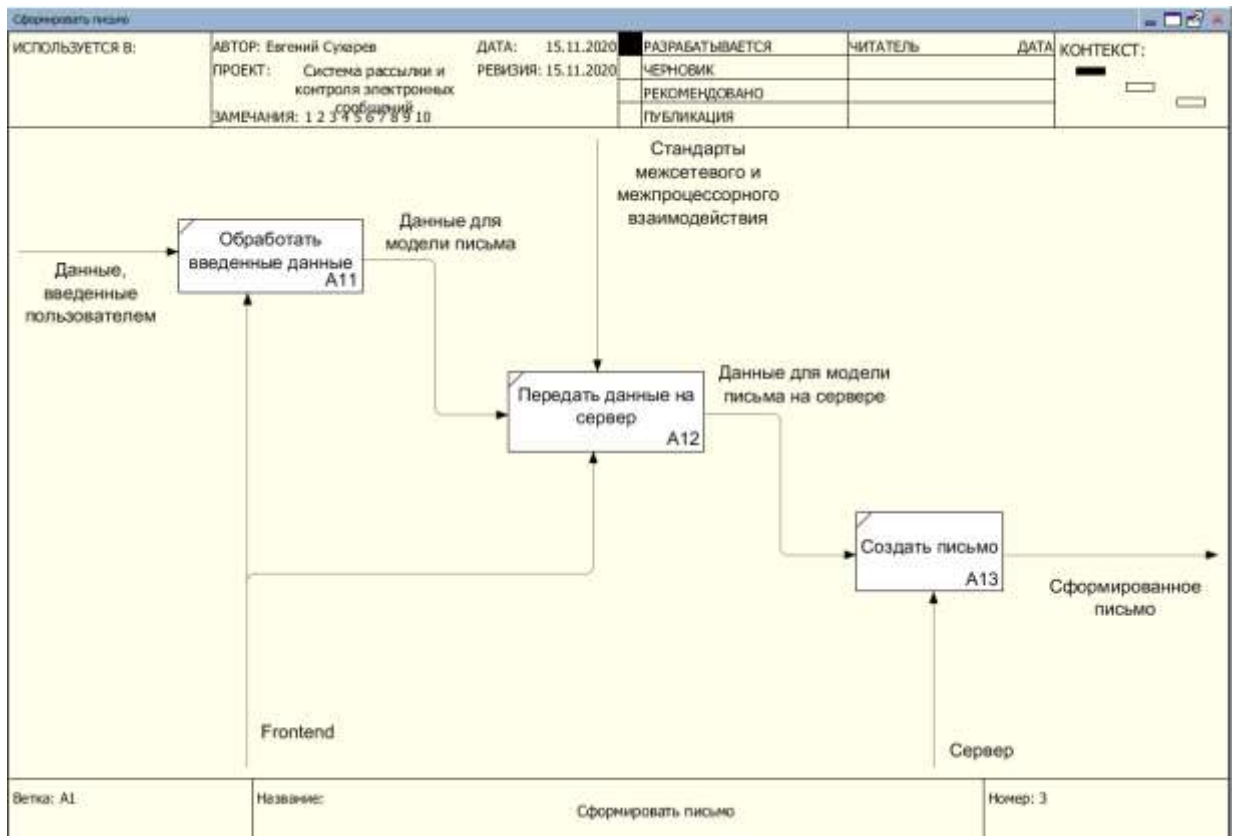 Сформировать письмо
ИСПОЛЬЗУЕТСЯ В:
АВТОР: Евгений Сухарев
ДАТА: 15.11.2020
ПРОЕКТ: Система рассылки и
контроля электронных
сообщений
РЕВИЗИЯ: 15.11.2020
ЗАМЕЧАНИЯ: 1 2 3 4 5 6 7 8 9 10
РАЗРАБАТЫВАЕТСЯ
ЧЕРНОВИК
РЕКОМЕНДОВАНО
ПУБЛИКАЦИЯ
ЧИТАТЕЛЬ
ДАТА
КОНТЕКСТ:
Стандарты
межсетевого и
межпроцессорного
взаимодействия
Данные,
введенные
пользователем
Обработать
введенные данные
A11
Данные для
модели письма
Передать данные на
сервер
A12
Данные для модели
письма на сервере
Создать письмо
A13
Сформированное
письмо
Frontend
Сервер
Ветка: A1
Название:
Сформировать письмо
Номер: 3